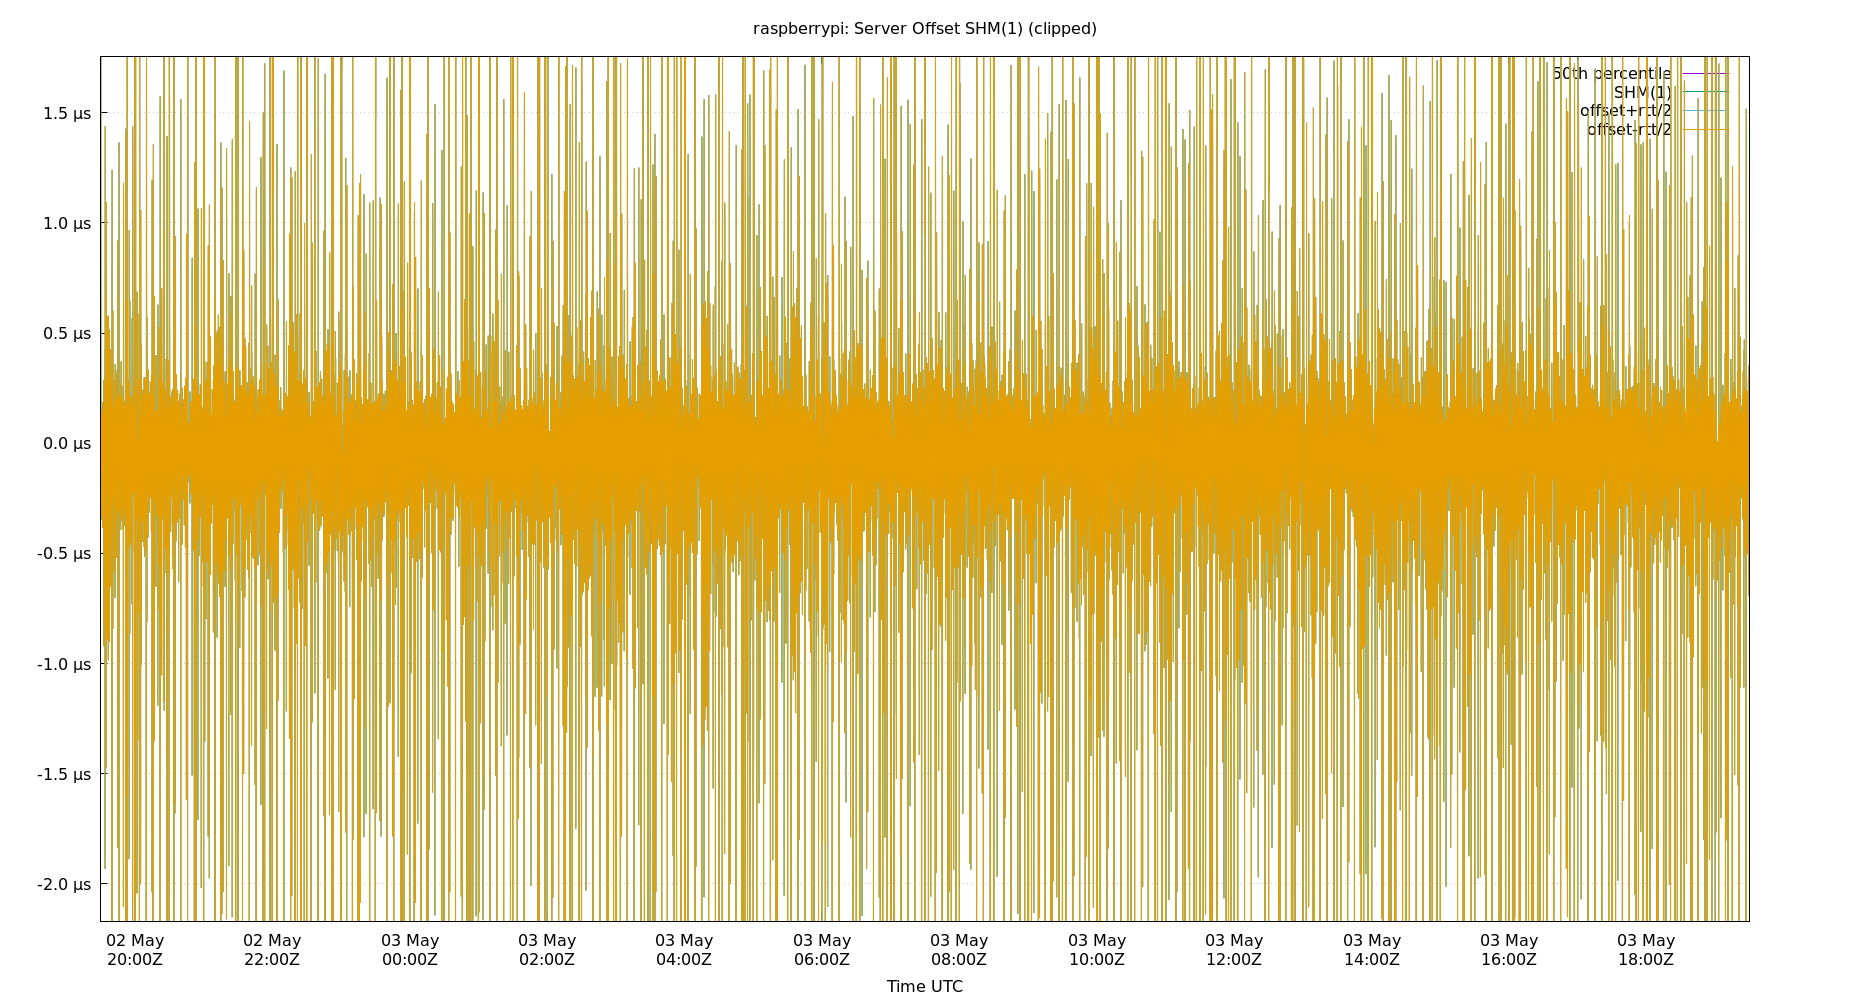 raspberrypi: Server Offset SHM(1) (clipped)
50th percentile
SHM(1)
offset+rtt/2
offset-rtt/2
1.5 µs
1.0 µs
0.5 µs
0.0 µs
-0.5 µs
-1.0 µs
-1.5 µs
-2.0 µs
02 May 02 May 03 May 03 May 03 May 03 May 03 May 03 May 03 May 03 May 03 May 03 May
20:00Z 22:00Z 00:00Z 02:00Z 04:00Z 06:00Z 08:00Z 10:00Z 12:00Z 14:00Z 16:00Z 18:00Z
Time UTC